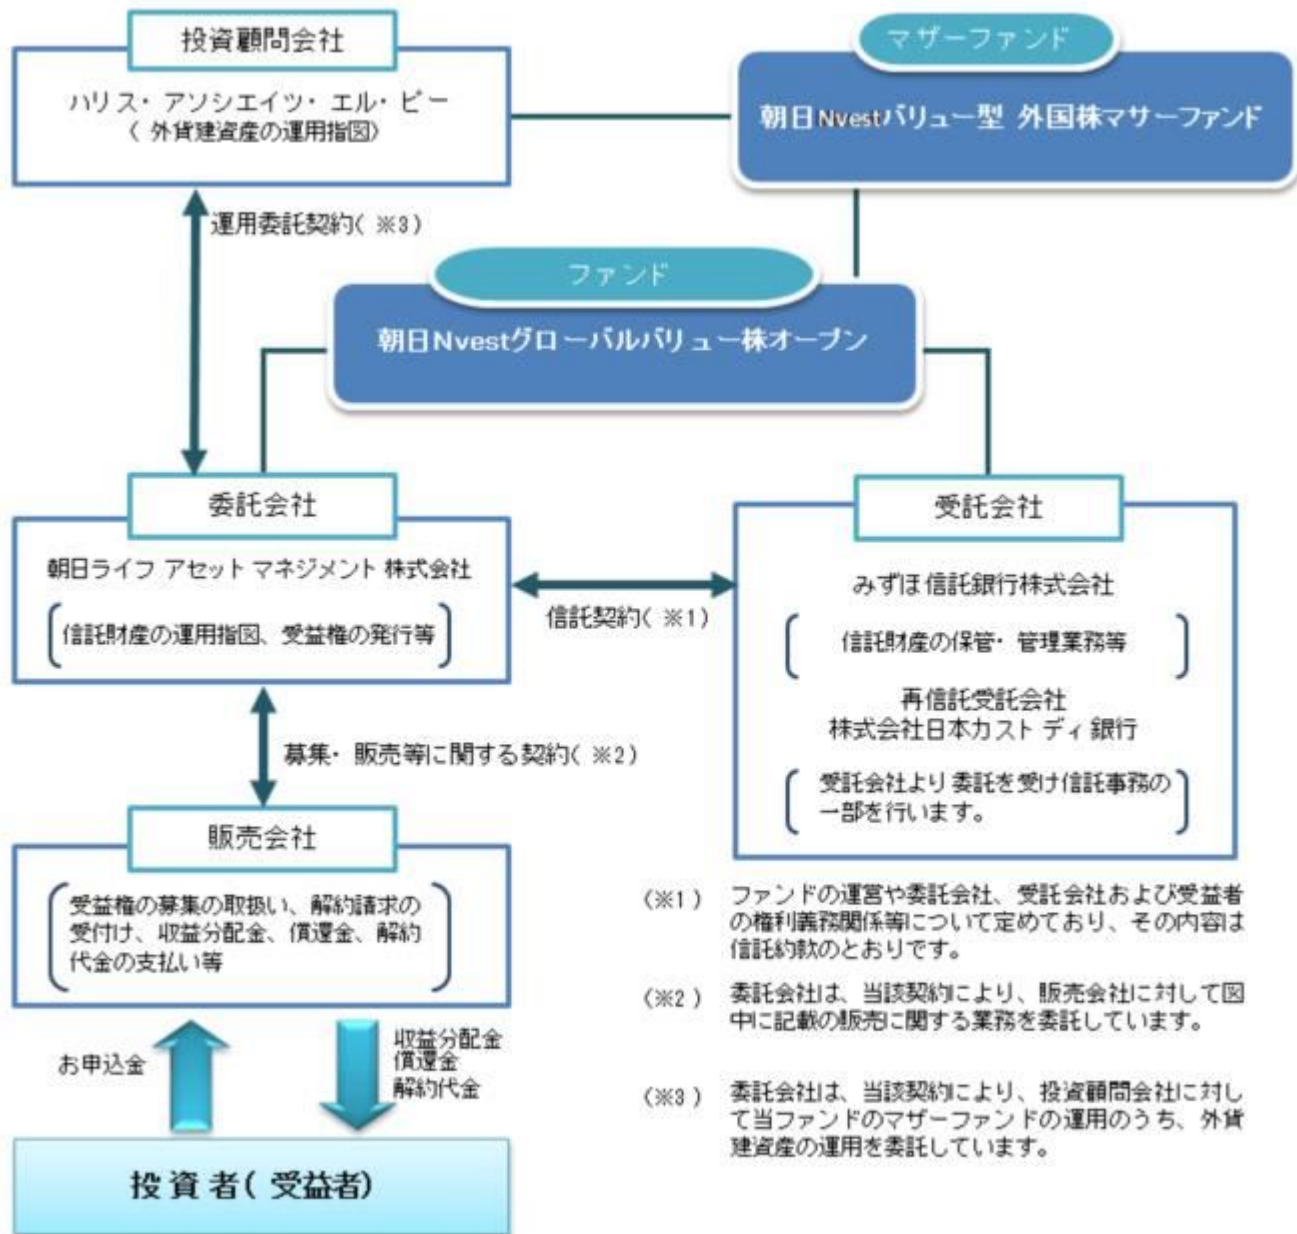 投資顧問会社
ハリス・アソシエイツ・エル・ピー
( 外貨建資産の運用指図)
マザーファンド
朝日Nvestバリュー型 外国株マサーファンド
運用委託契約( ※3)
ファンド
朝日Nvestグローバルバリュー株オープン
委託会社
朝日ライフ アセット マネジメント 株式会社
信託財産の運用指図、受益権の発行等
信託契約( ※1)
受託会社
みずほ信託銀行株式会社
信託財産の保管・管理業務等
再信託受託会社
株式会社日本カストディ銀行
受託会社より委託を受け信託事務の
一部を行います。
募集・販売等に関する契約( ※2)
販売会社
受益権の募集の取扱い、解約請求の
受付け、収益分配金、償還金、解約
代金の支払い等
お申込金
収益分配金
償還金
解約代金
投資者( 受益者)
(※1) ファンドの運営や委託会社、受託会社および受益者
の権利義務関係等について定めており、その内容は
信託約款のとおりです。
(※2) 委託会社は、当該契約により、販売会社に対して図
中に記載の販売に関する業務を委託しています。
(※3) 委託会社は、当該契約により、投資顧問会社に対し
て当ファンドのマザーファンドの運用のうち、外貨
建資産の運用を委託しています。